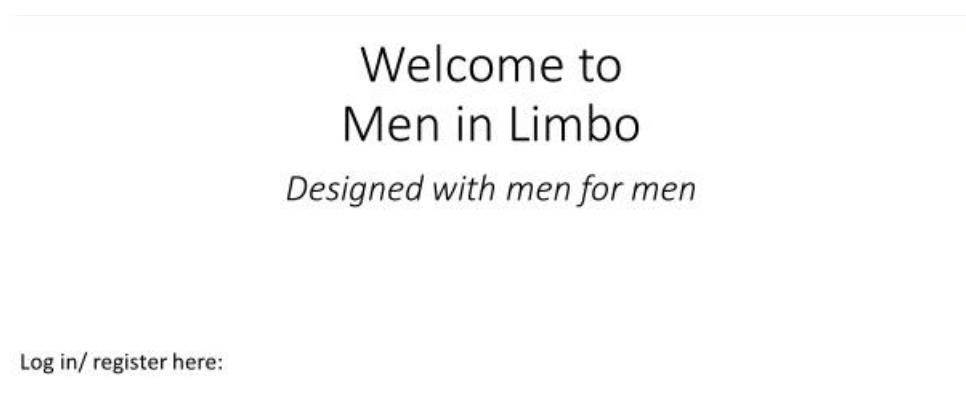 Welcome to
Men in Limbo
Designed with men for men
Log in/ register here: